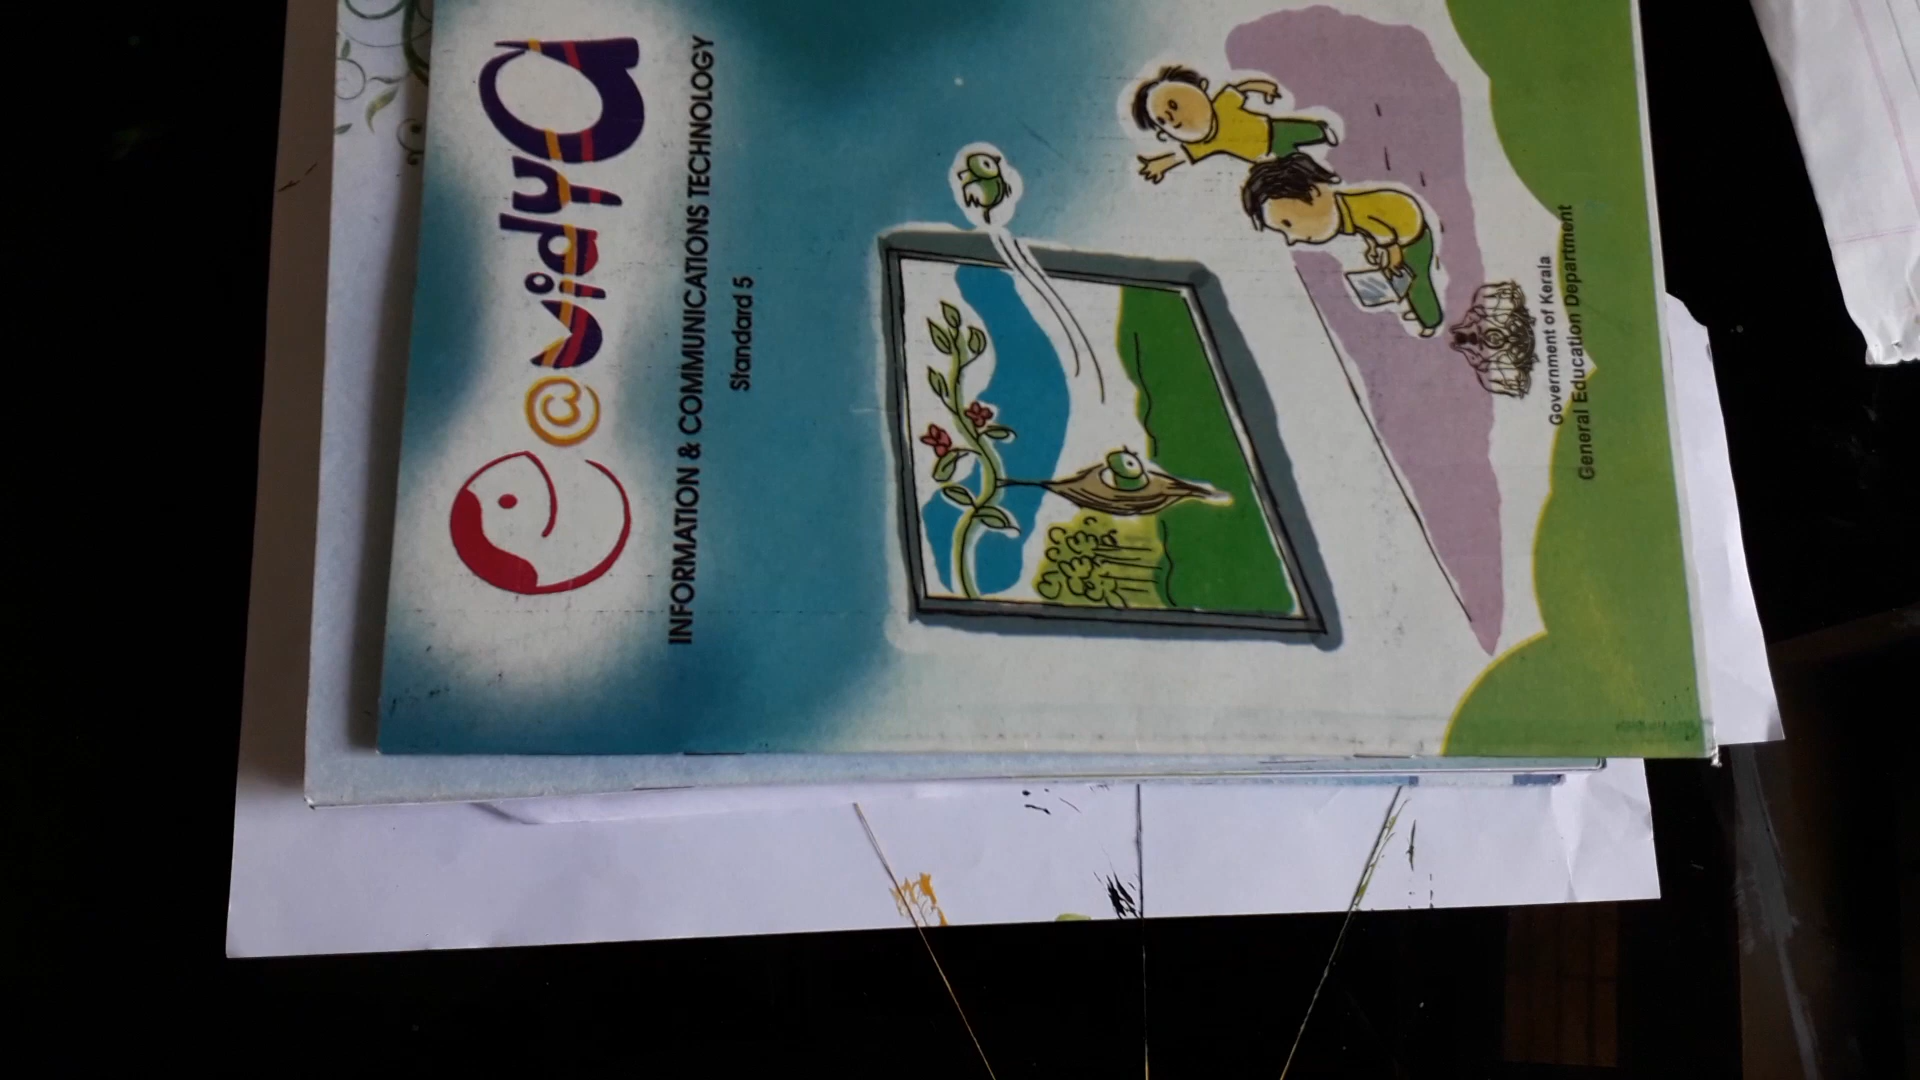 e@vidya
INFORMATION & COMMUNICATIONS TECHNOLOGY
Standard 5
Government of Kerala
General Education Department